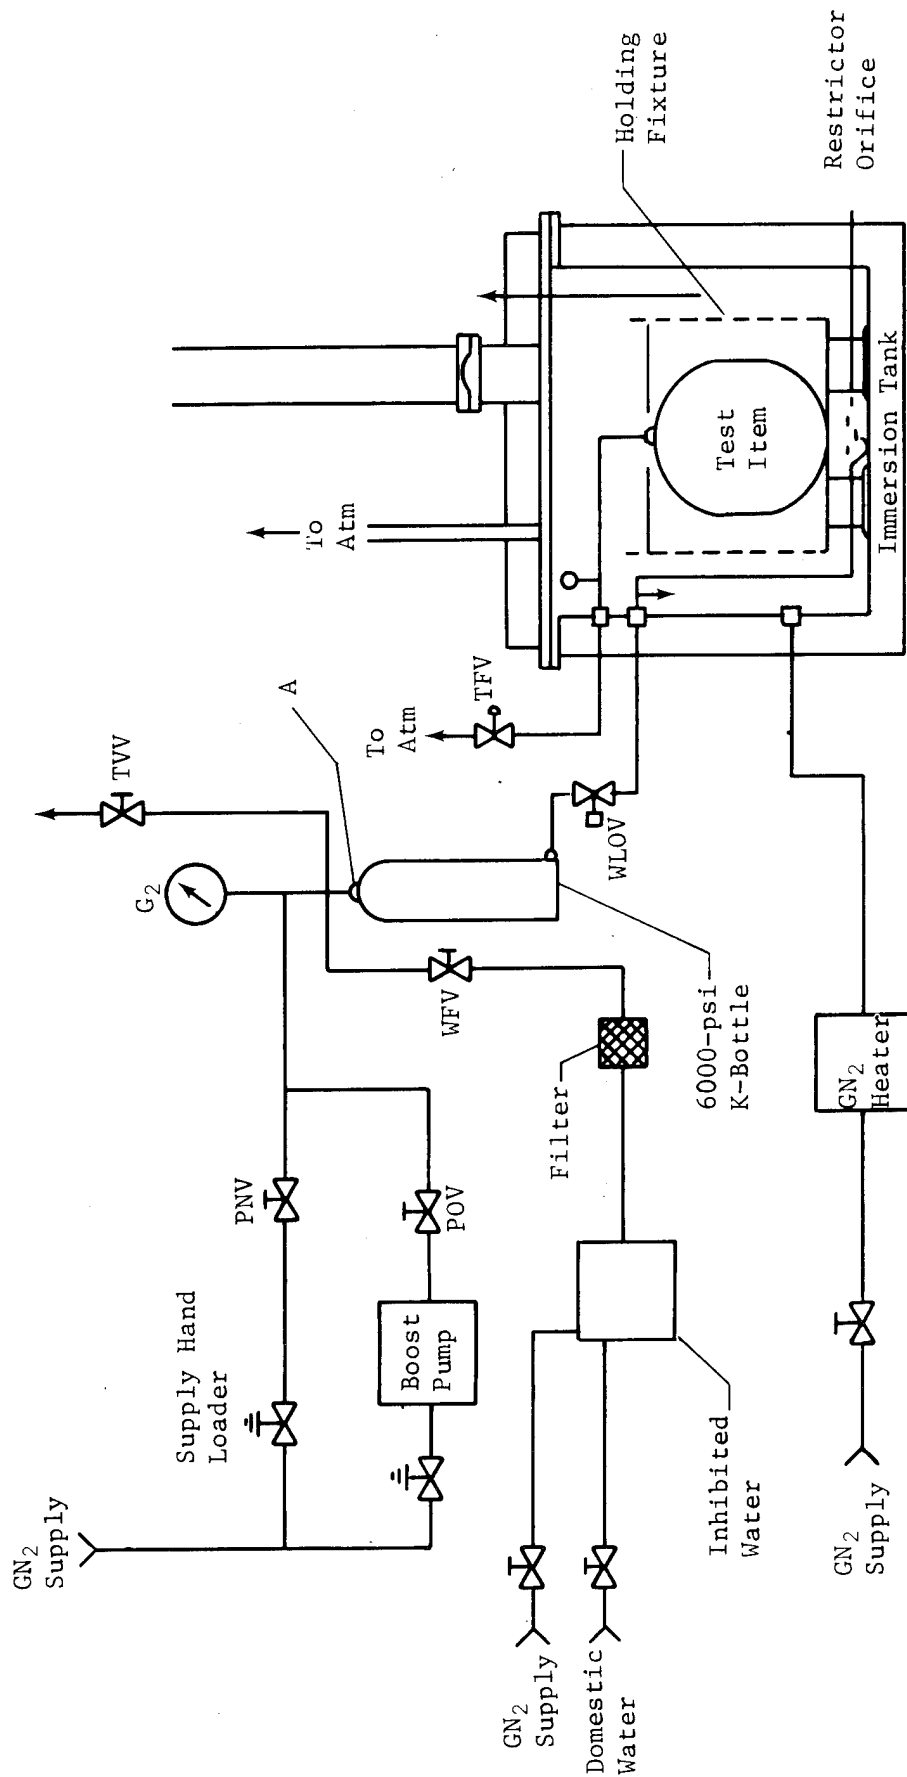 GN2
Supply
Supply Hand
Loader
PNV
Boost
Pump
POV
G2
TVV
A
To
Atm
TFV
To
Atm
WFV
WLOV
Filter
6000-psi
K-Bottle
GN2
Supply
Domestic
Water
Inhibited
Water
GN2
Supply
GN2
Heater
Test
Item
Immersion Tank
Holding
Fixture
Restrictor
Orifice